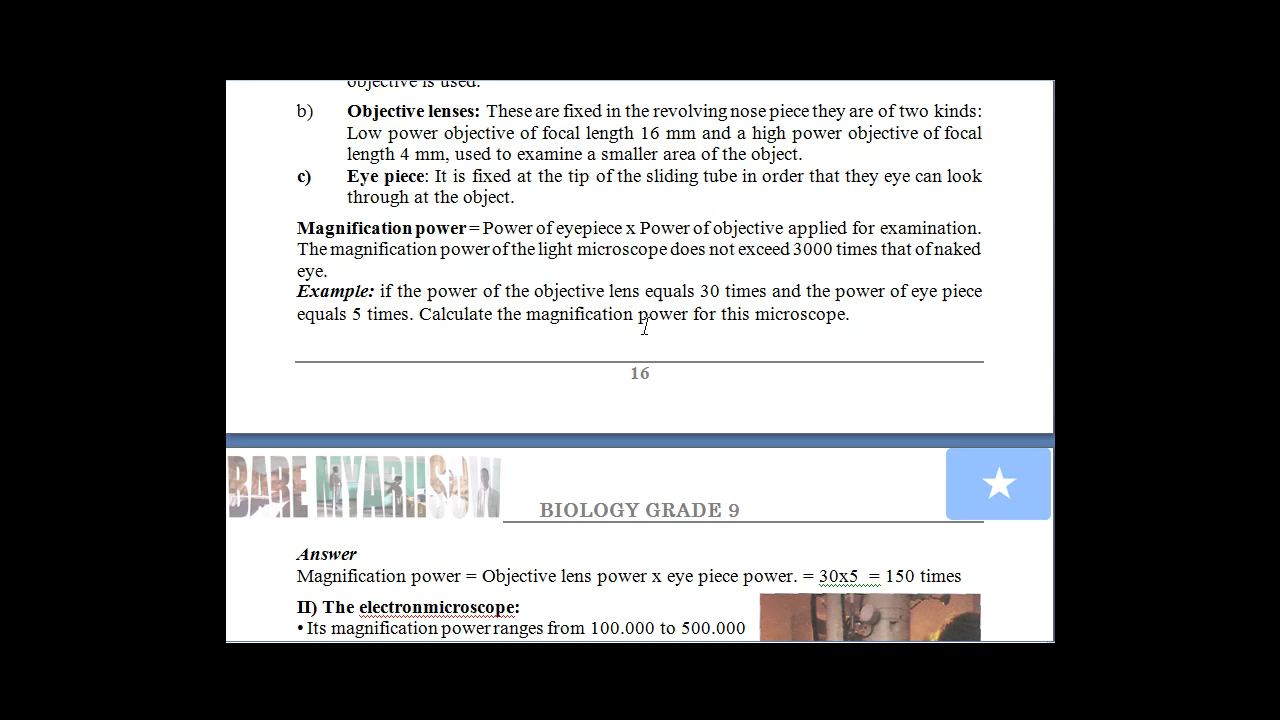 objective is used.
b) Objective lenses: These are fixed in the revolving nose piece they are of two kinds:
Low power objective of focal length 16 mm and a high power objective of focal
length 4 mm, used to examine a smaller area of the object.
c) Eye piece: It is fixed at the tip of the sliding tube in order that they eye can look
through at the object.
Magnification power = Power of eyepiece x Power of objective applied for examination.
The magnification power of the light microscope does not exceed 3000 times that of naked
eye.
Example: if the power of the objective lens equals 30 times and the power of eye piece
equals 5 times. Calculate the magnification power for this microscope.
16
BARE MYARHSOW
BIOLOGY GRADE 9
Answer
Magnification power = Objective lens power x eye piece power. = 30x5 = 150 times
II) The electronmicroscope:
• Its magnification power ranges from 100.000 to 500.000